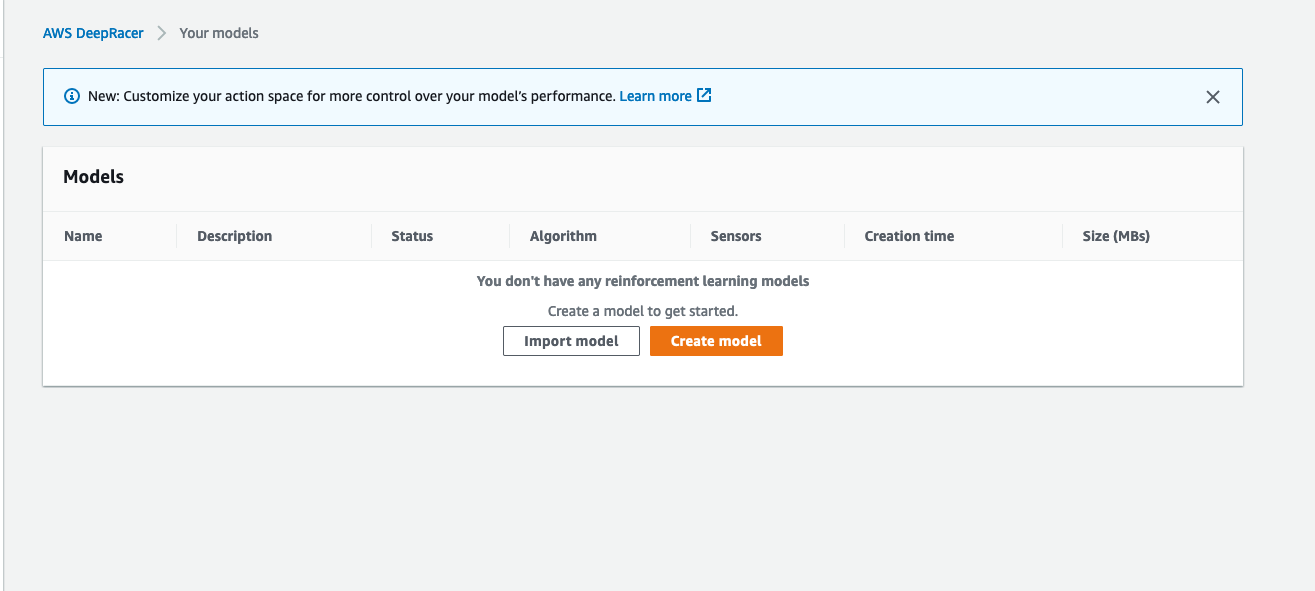 AWS DeepRacer Your models
New: Customize your action space for more control over your model's performance. Learn more
Models
Name Description Status Algorithm Sensors Creation time Size (MBs)
You don't have any reinforcement learning models
Create a model to get started.
Import model Create model